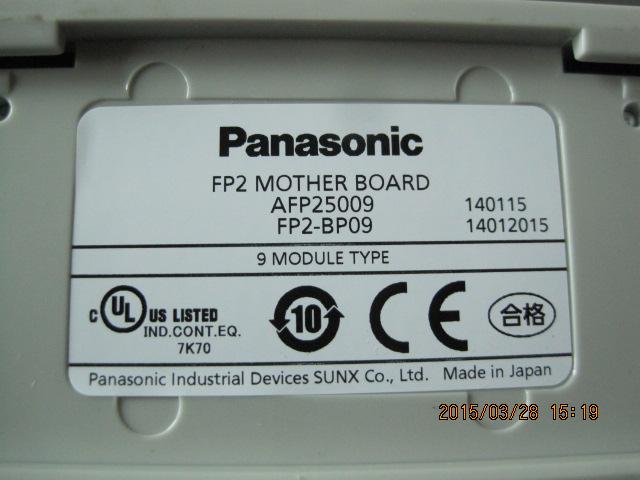 Panasonic
FP2 MOTHER BOARD
AFP25009 140115
FP2-BP09 14012015
9 MODULE TYPE
C UL US LISTED
IND.CONT.EQ.
7K70
10
CE
合格
Panasonic Industrial Devices SUNX Co., Ltd. Made in Japan
2015/03/28 15:19